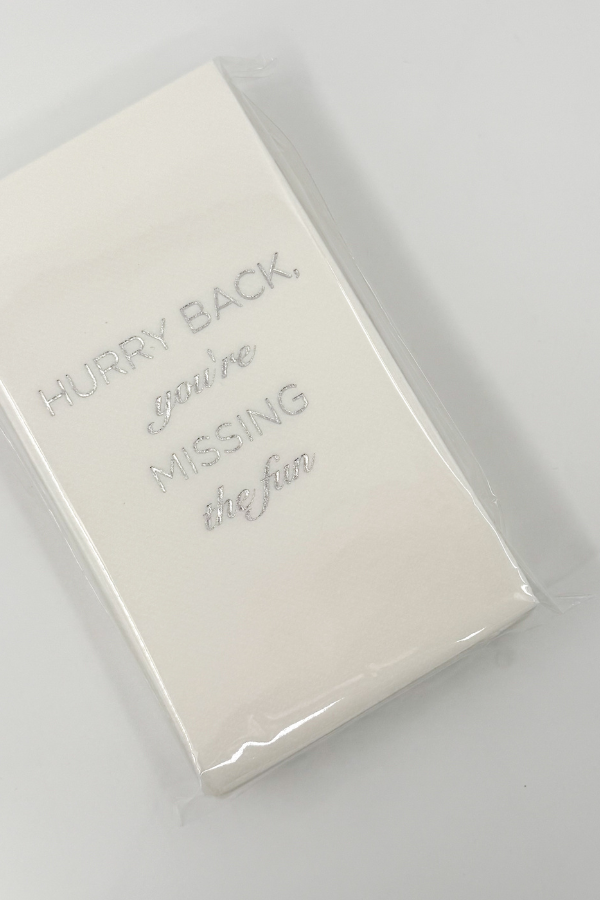 HURRY BACK,
you're
MISSING
the fun